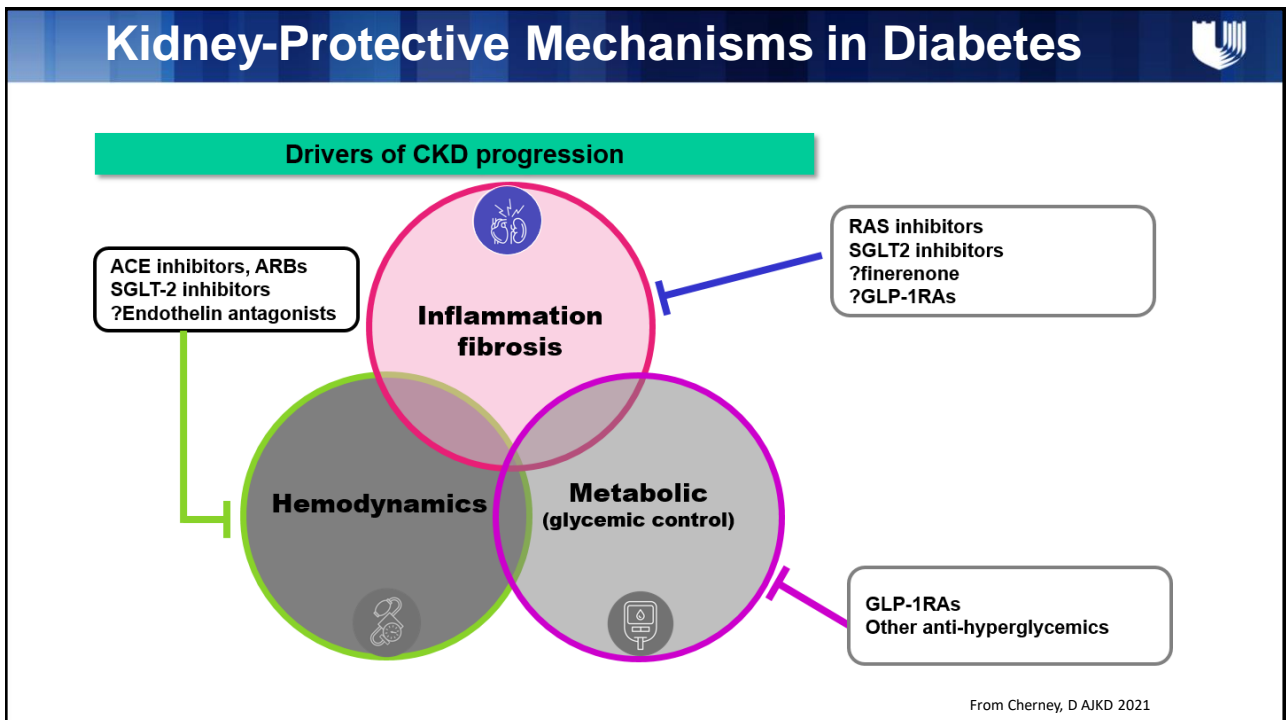 Kidney-Protective Mechanisms in Diabetes
Drivers of CKD progression
ACE inhibitors, ARBs
SGLT-2 inhibitors
?Endothelin antagonists
Inflammation
fibrosis
RAS inhibitors
SGLT2 inhibitors
?finerenone
?GLP-1RAs
Hemodynamics
Metabolic
(glycemic control)
GLP-1RAs
Other anti-hyperglycemics
From Cherney, D AJKD 2021